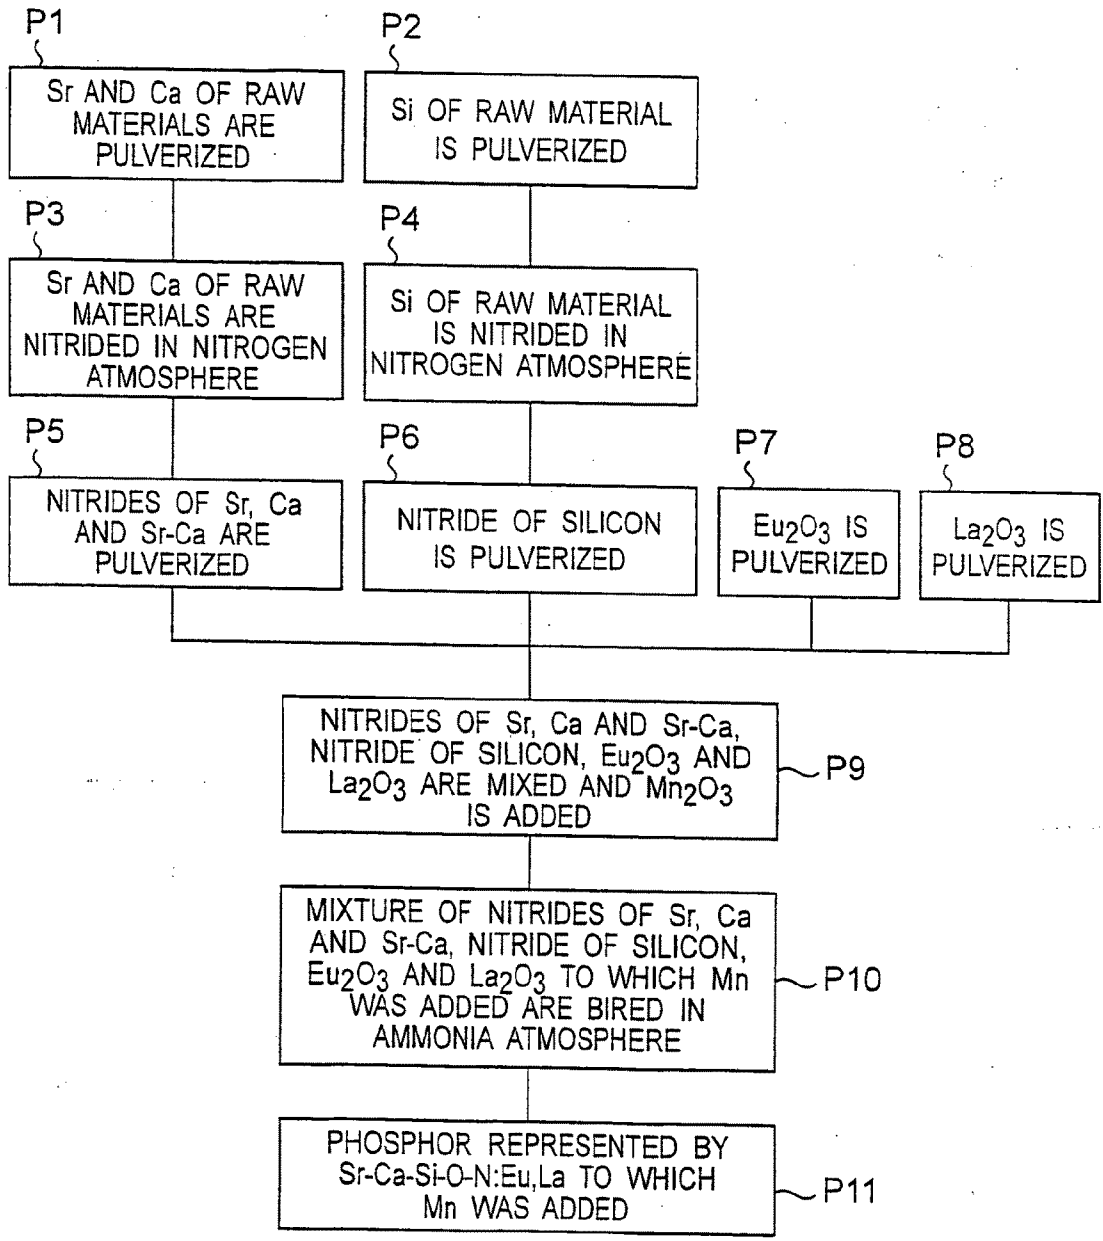 P1
Sr AND Ca OF RAW
MATERIALS ARE
PULVERIZED
P2
Si OF RAW MATERIAL
IS PULVERIZED
P3
Sr AND Ca OF RAW
MATERIALS ARE
NITRIDED IN NITROGEN
ATMOSPHERE
P4
Si OF RAW MATERIAL
IS NITRIDED IN
NITROGEN ATMOSPHERE
P5
NITRIDES OF Sr, Ca
AND Sr-Ca ARE
PULVERIZED
P6
NITRIDE OF SILICON
IS PULVERIZED
P7
Eu2O3 IS
PULVERIZED
P8
La2O3 IS
PULVERIZED
NITRIDES OF Sr, Ca AND Sr-Ca,
NITRIDE OF SILICON, Eu2O3 AND
La2O3 ARE MIXED AND Mn2O3
IS ADDED
P9
MIXTURE OF NITRIDES OF Sr, Ca
AND Sr-Ca, NITRIDE OF SILICON,
Eu2O3 AND La2O3 TO WHICH Mn
WAS ADDED ARE BIRED IN
AMMONIA ATMOSPHERE
P10
PHOSPHOR REPRESENTED BY
Sr-Ca-Si-O-N:Eu,La TO WHICH
Mn WAS ADDED
P11